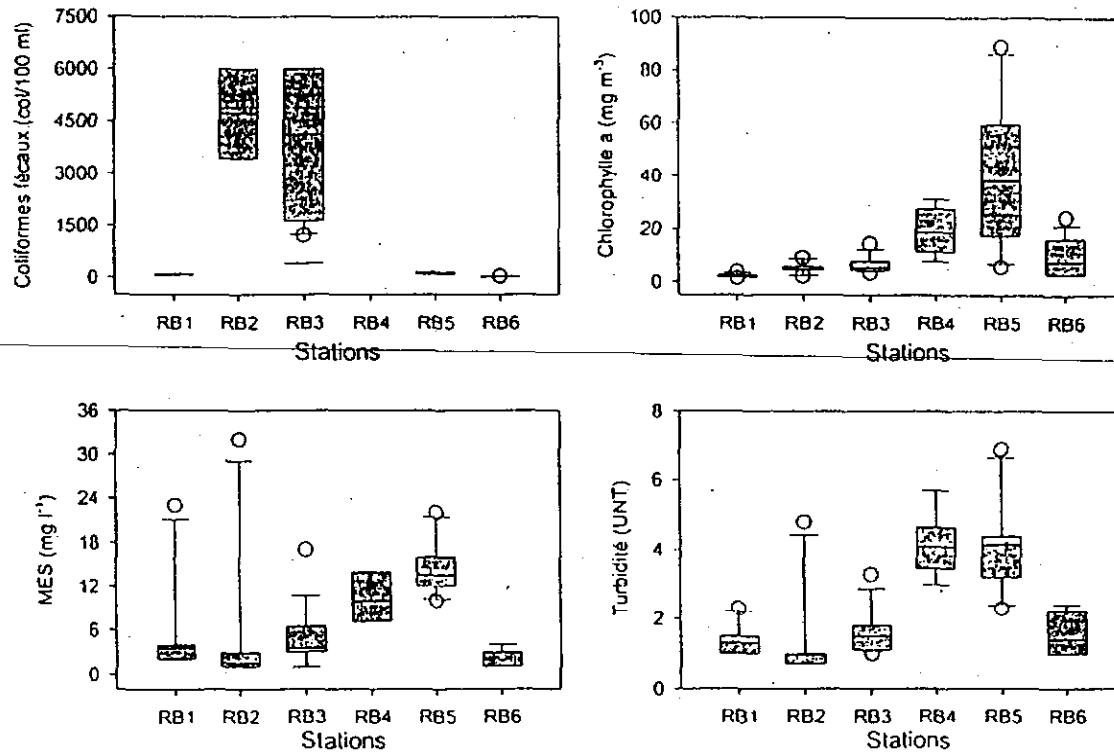 Coliformes fécaux (col/100 ml)
7500
6000
4500
3000
1500
0
RB1 RB2 RB3 RB4 RB5 RB6
Stations
Chlorophylle a (mg m⁻³)
100
80
60
40
20
0
RB1 RB2 RB3 RB4 RB5 RB6
Stations
MES (mg l⁻¹)
36
30
24
18
12
6
0
RB1 RB2 RB3 RB4 RB5 RB6
Stations
Turbidité (UNT)
8
6
4
2
0
RB1 RB2 RB3 RB4 RB5 RB6
Stations